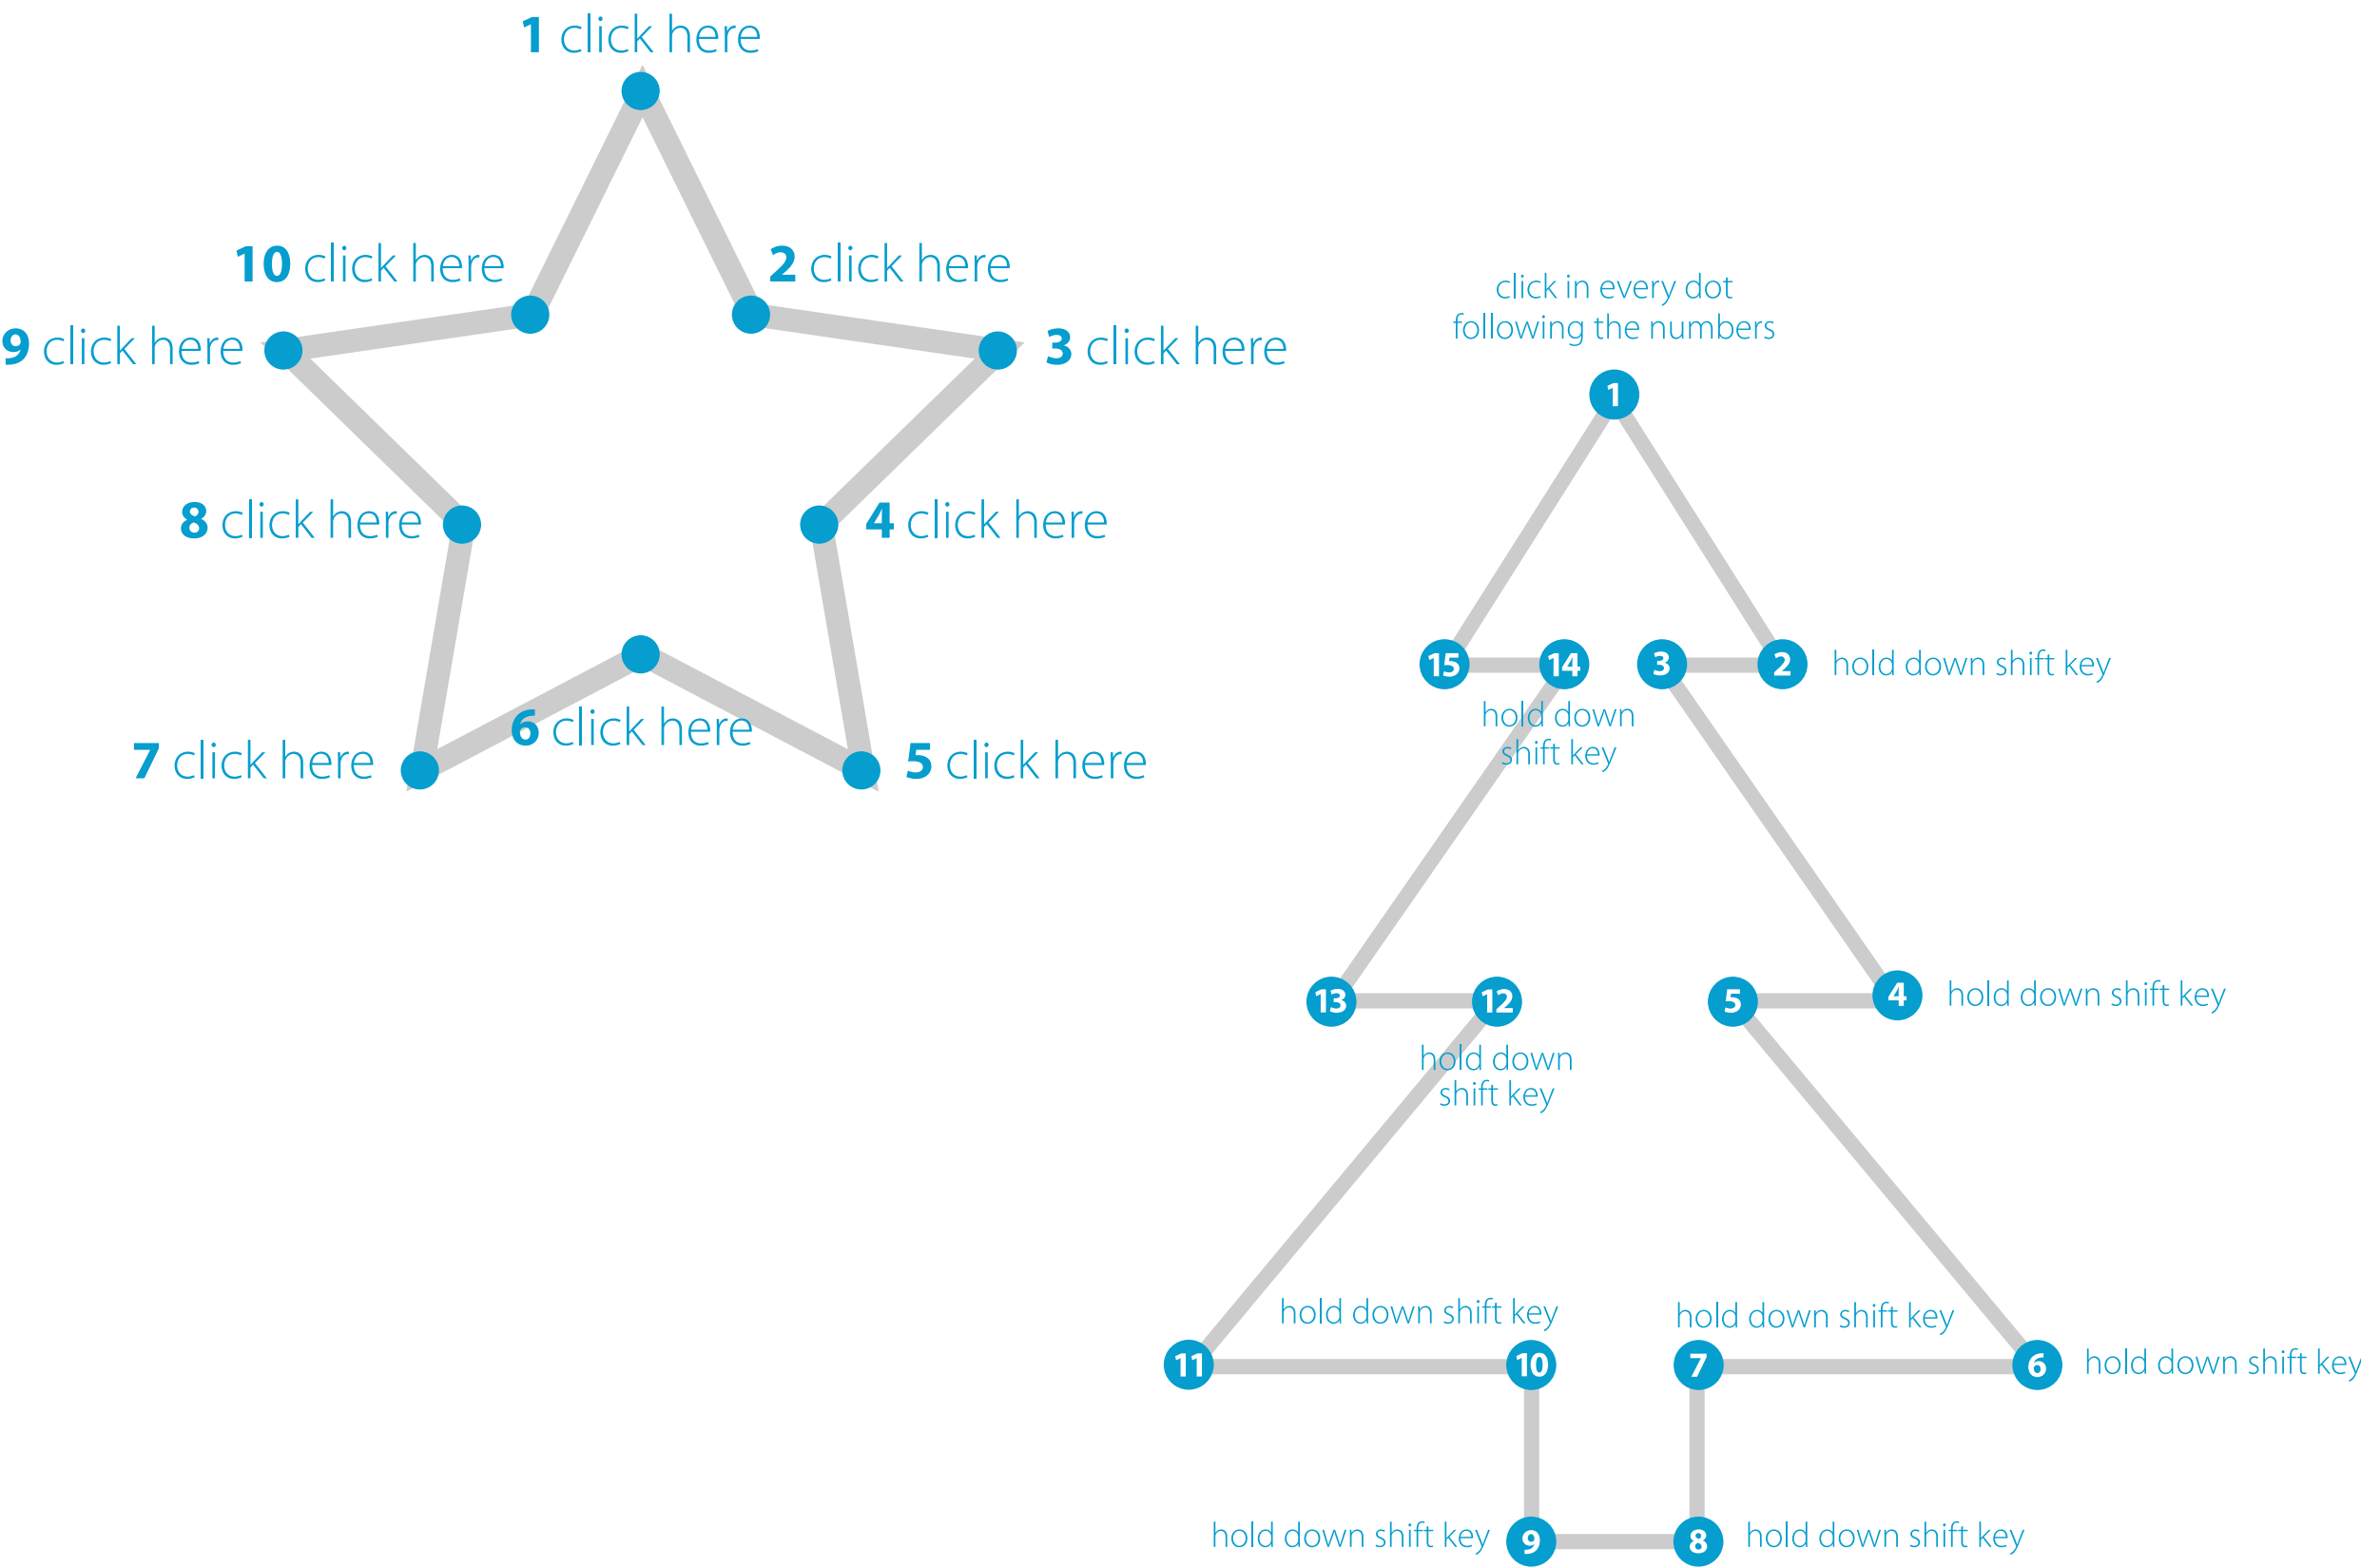 1 click here
10 click here
2 click here
9 click here
3 click here
8 click here
4 click here
7 click here
6 click here
5 click here
click in every dot
following the numbers
1
15
14
3
2
hold down shift key
hold down
shift key
13
12
5
4
hold down shift key
hold down
shift key
hold down shift key
hold down shift key
11
10
7
6
hold down shift key
hold down shift key
9
8
hold down shift key